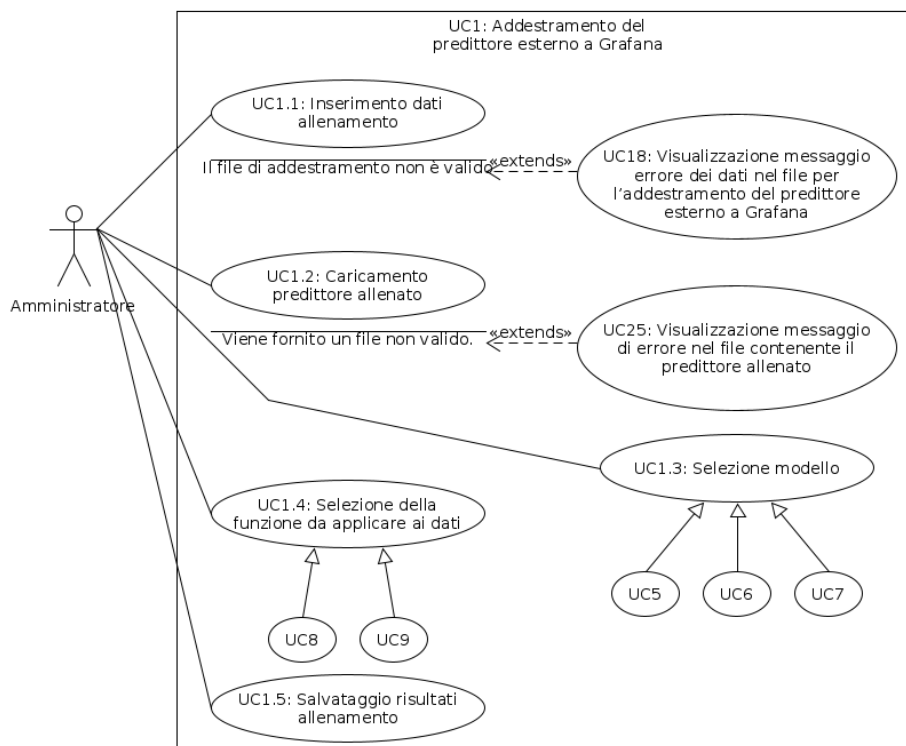 UC1: Addestramento del
predittore esterno a Grafana
UC1.1: Inserimento dati
allenamento
Il file di addestramento non è valido
«extends»
UC18: Visualizzazione messaggio
errore dei dati nel file per
l'addestramento del predittore
esterno a Grafana
Amministratore
UC1.2: Caricamento
predittore allenato
Viene fornito un file non valido.
«extends»
UC25: Visualizzazione messaggio
di errore nel file contenente il
predittore allenato
UC1.3: Selezione modello
UC1.4: Selezione della
funzione da applicare ai dati
UC5
UC6
UC7
UC8
UC9
UC1.5: Salvataggio risultati
allenamento